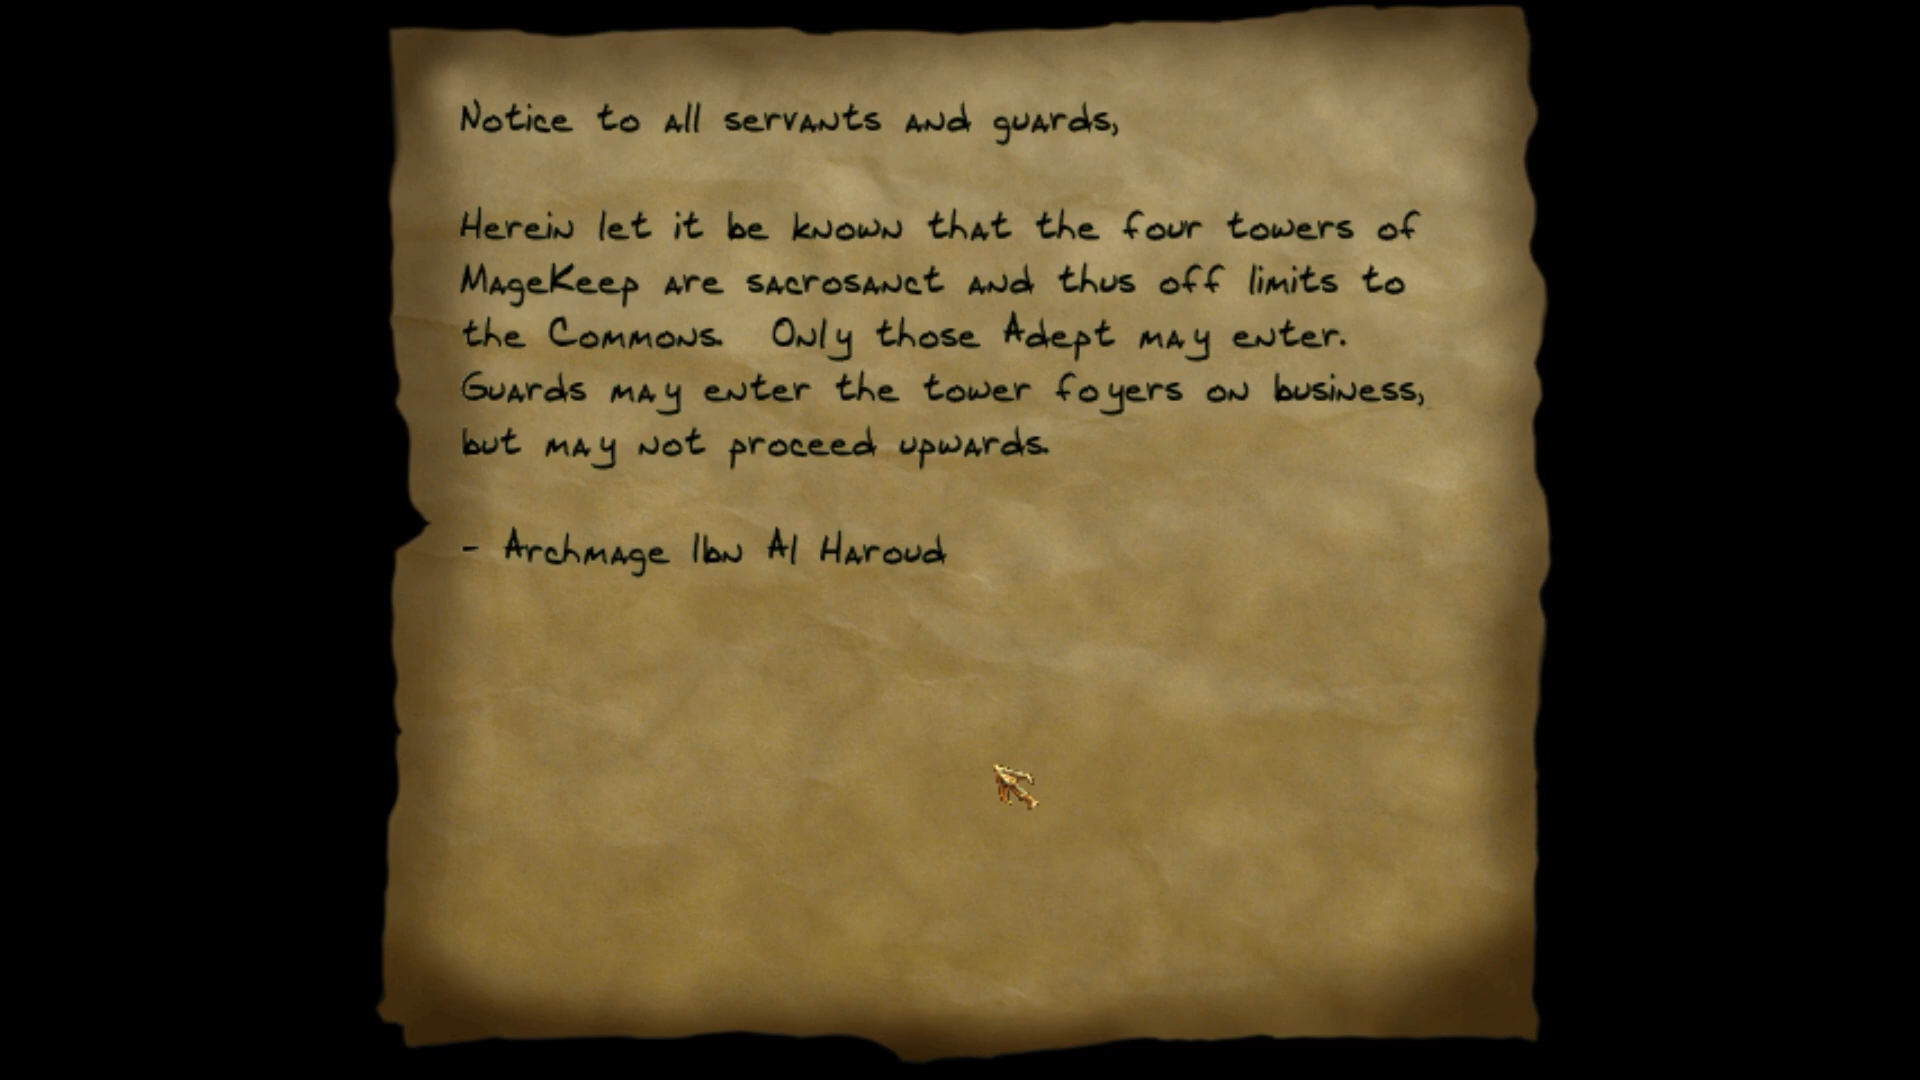 Notice to all servants and guards,
Herein let it be known that the four towers of
MageKeep are sacrosanct and thus off limits to
the Commons.  Only those Adept may enter.
Guards may enter the tower foyers on business,
but may not proceed upwards.
- Archmage Ibn Al Haroud